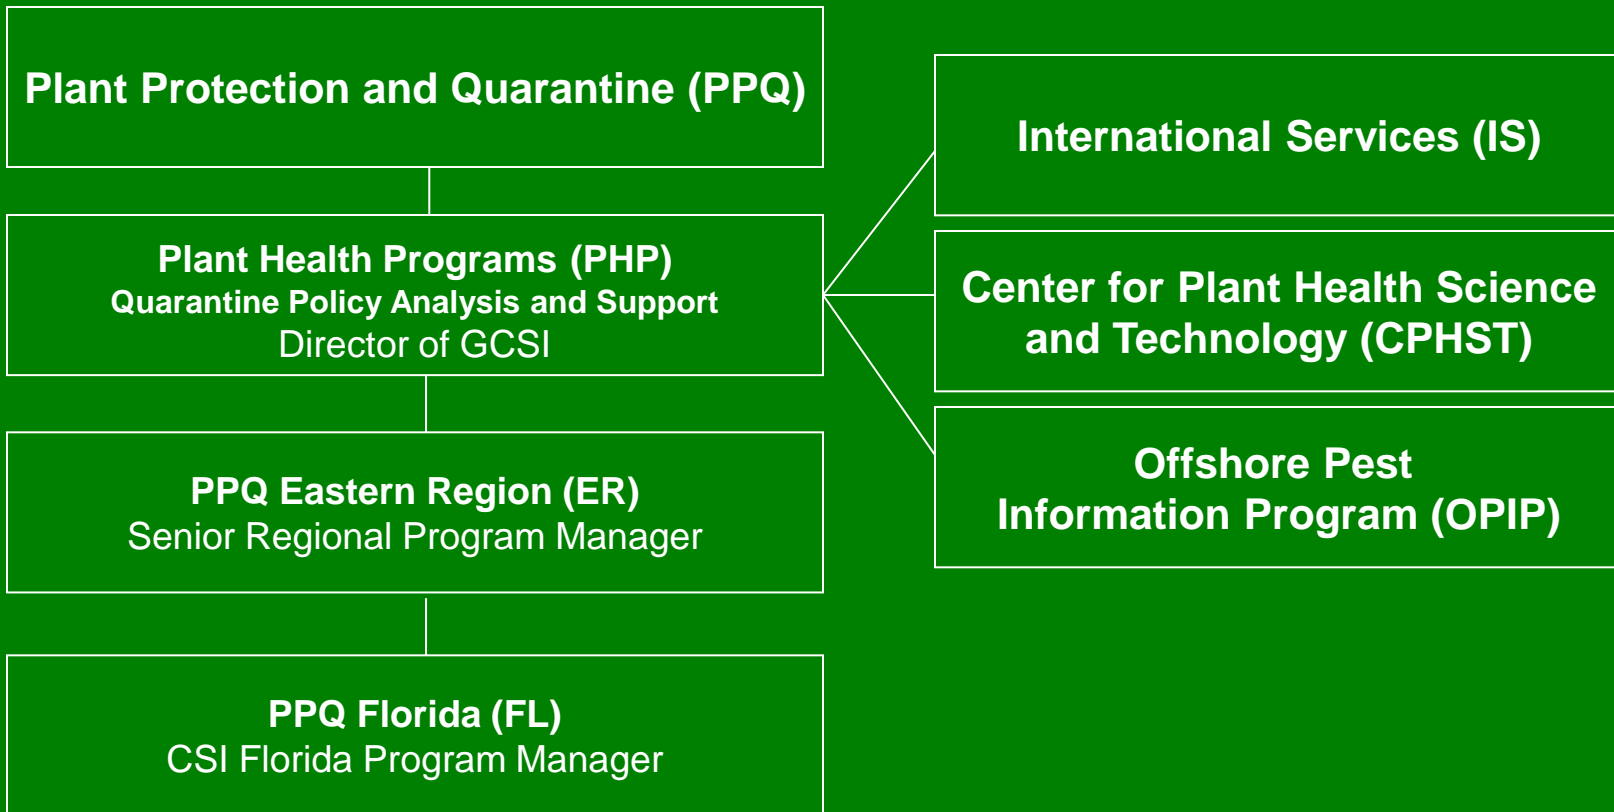 Plant Protection and Quarantine (PPQ)
Plant Health Programs (PHP)
Quarantine Policy Analysis and Support
Director of GCSI
PPQ Eastern Region (ER)
Senior Regional Program Manager
PPQ Florida (FL)
CSI Florida Program Manager
International Services (IS)
Center for Plant Health Science
and Technology (CPHST)
Offshore Pest
Information Program (OPIP)